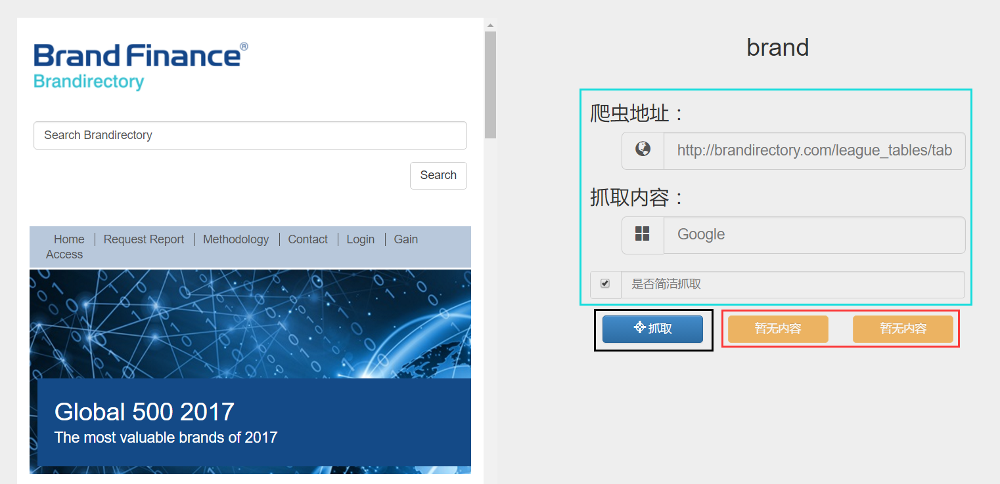 Brand Finance®
Brandirectory
Search Brandirectory
Search
Home
Request Report
Methodology
Contact
Login
Gain
Access
Global 500 2017
The most valuable brands of 2017
brand
爬虫地址：
http://brandirectory.com/league_tables/tab
抓取内容：
Google
是否简洁抓取
抓取
暂无内容
暂无内容